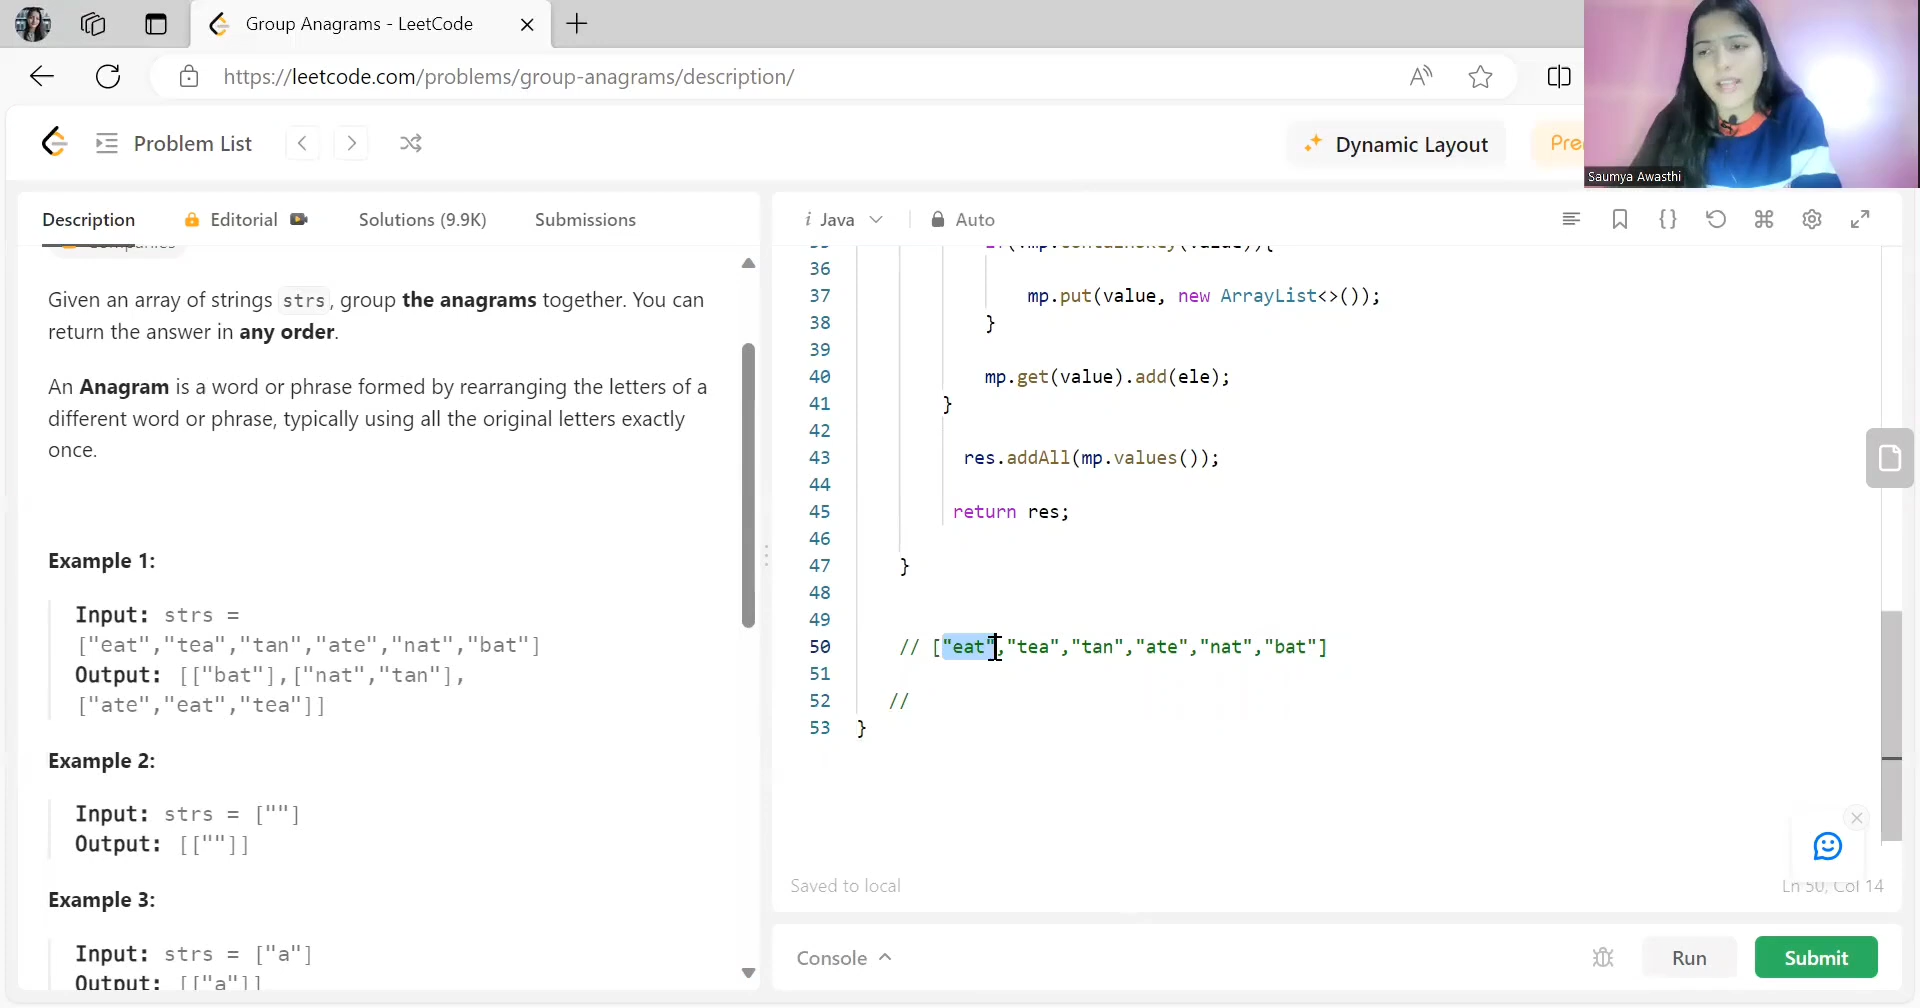 Group Anagrams - LeetCode
https://leetcode.com/problems/group-anagrams/description/
Problem List
Dynamic Layout
Saumya Awasthi
Description
Editorial
Solutions (9.9K)
Submissions
Given an array of strings strs, group the anagrams together. You can
return the answer in any order.
An Anagram is a word or phrase formed by rearranging the letters of a
different word or phrase, typically using all the original letters exactly
once.
Example 1:
Input: strs =
["eat","tea","tan","ate","nat","bat"]
Output: [["bat"],["nat","tan"],
["ate","eat","tea"]]
Example 2:
Input: strs = [""]
Output: [[""]]
Example 3:
Input: strs = ["a"]
Output: [["a"]]
i Java
Auto
36
37 mp.put(value, new ArrayList<>());
38 }
39
40 mp.get(value).add(ele);
41 }
42
43 res.addAll(mp.values());
44
45 return res;
46
47 }
48
49
50 // ["eat","tea","tan","ate","nat","bat"]
51
52 //
53 }
Saved to local
Ln 50, Col 14
Console
Run
Submit